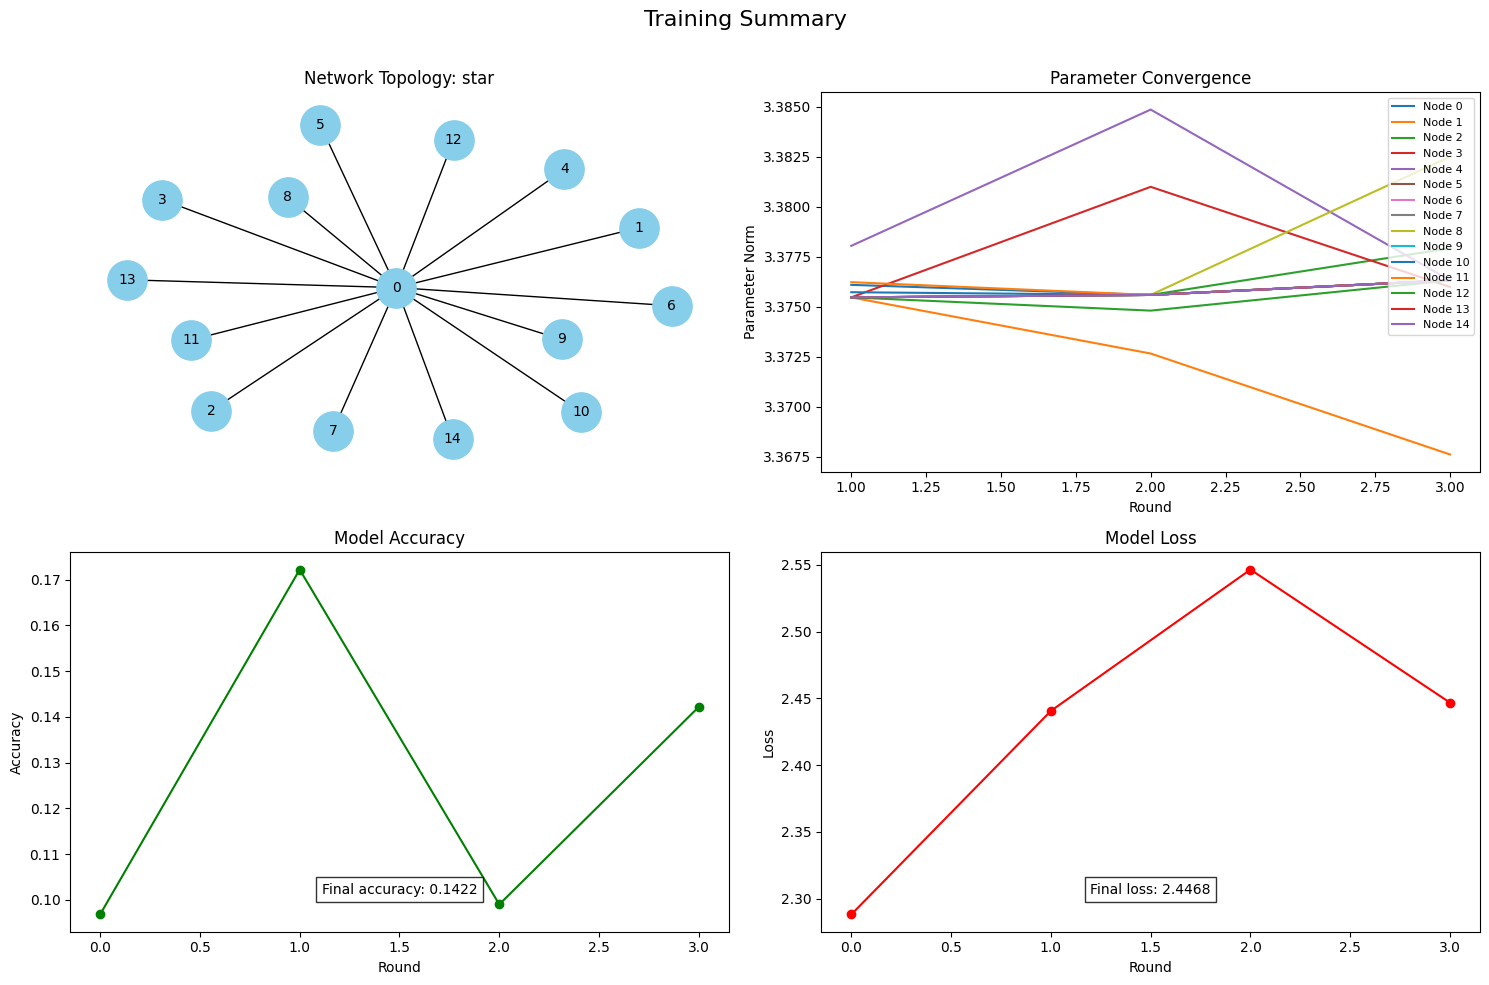 Training Summary
Network Topology: star
5
12
4
8
3
1
13
0
6
11
9
2
10
7
14
Parameter Convergence
Parameter Norm
3.3850
3.3825
3.3800
3.3775
3.3750
3.3725
3.3700
3.3675
Node 0
Node 1
Node 2
Node 3
Node 4
Node 5
Node 6
Node 7
Node 8
Node 9
Node 10
Node 11
Node 12
Node 13
Node 14
1.00 1.25 1.50 1.75 2.00 2.25 2.50 2.75 3.00
Round
Model Accuracy
Accuracy
0.17
0.16
0.15
0.14
0.13
0.12
0.11
0.10
Final accuracy: 0.1422
0.0 0.5 1.0 1.5 2.0 2.5 3.0
Round
Model Loss
Loss
2.55
2.50
2.45
2.40
2.35
2.30
Final loss: 2.4468
0.0 0.5 1.0 1.5 2.0 2.5 3.0
Round